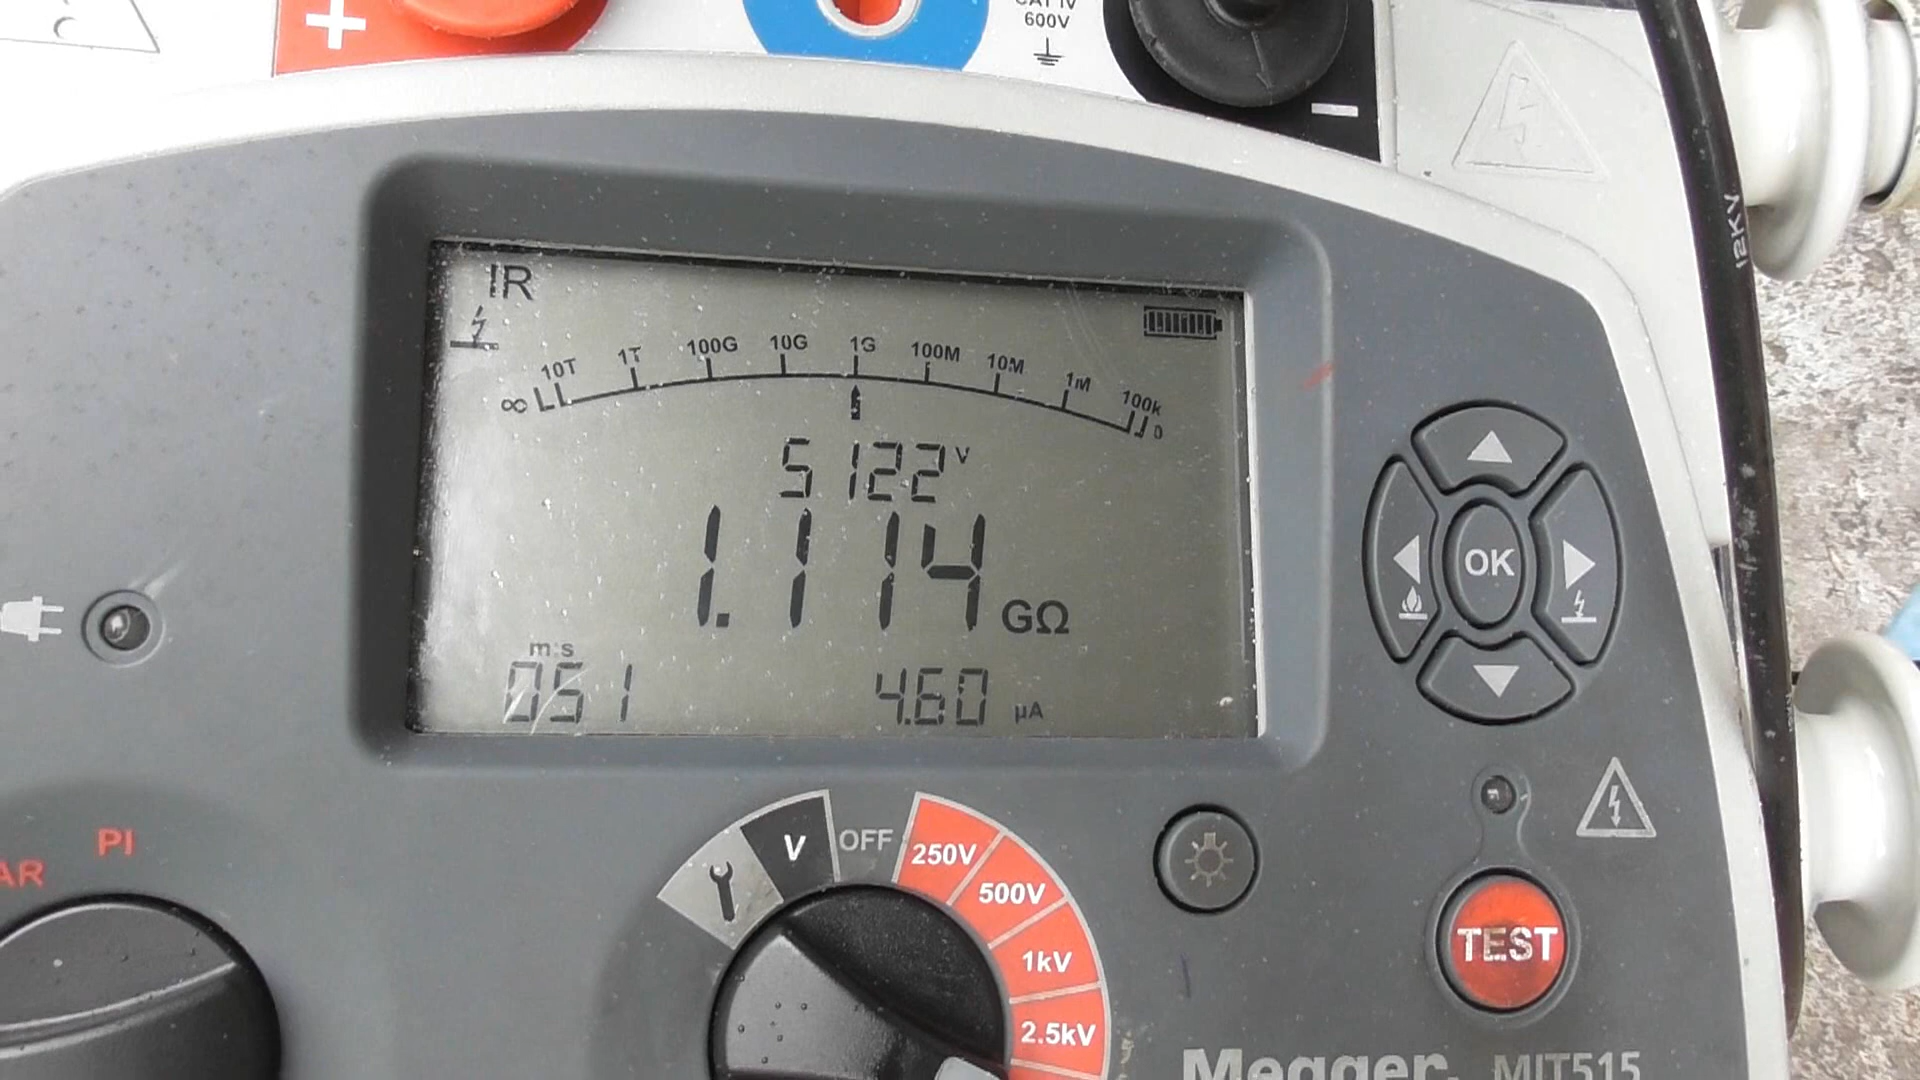 +
CAT IV
600V
–
12KV
IR
∞ 10T 1T 100G 10G 1G 100M 10M 1M 100k 0
5122 V
1.114 GΩ
m:s
051
4.60 µA
OK
AR
PI
V
OFF
250V
500V
1kV
2.5kV
TEST
Megger. MIT515